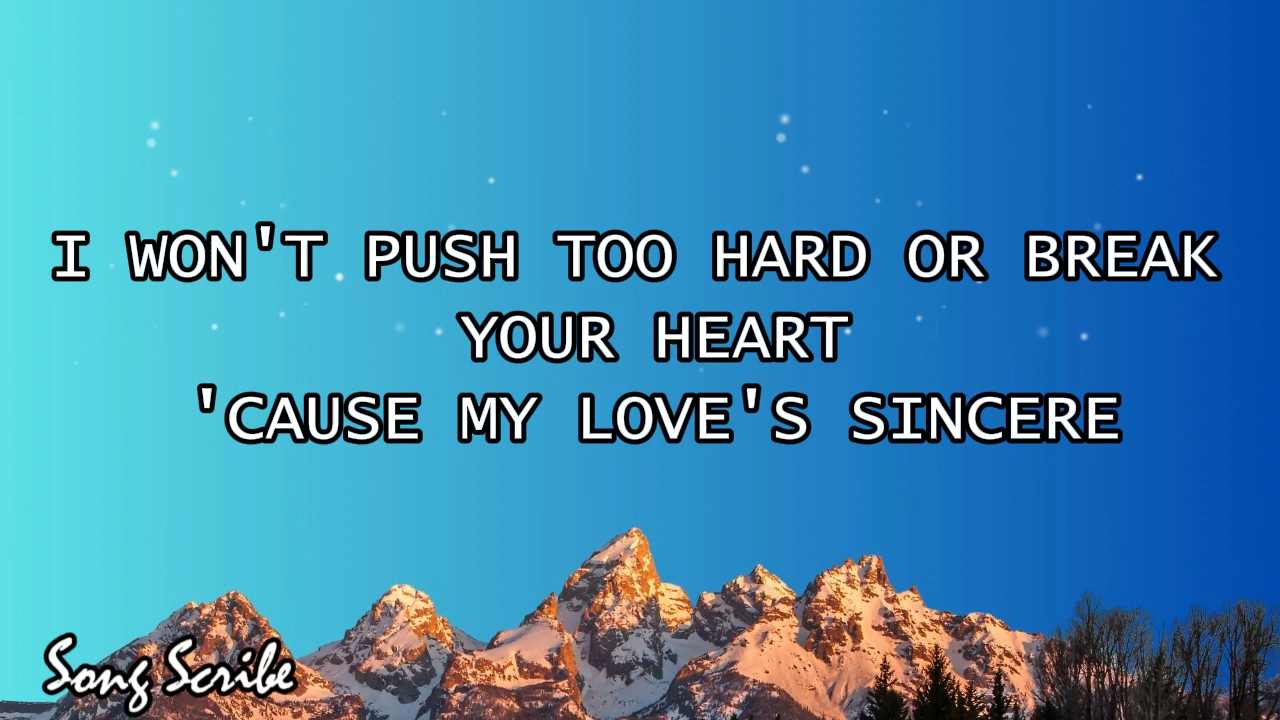 I WON'T PUSH TOO HARD OR BREAK
YOUR HEART
'CAUSE MY LOVE'S SINCERE
Song Scribe